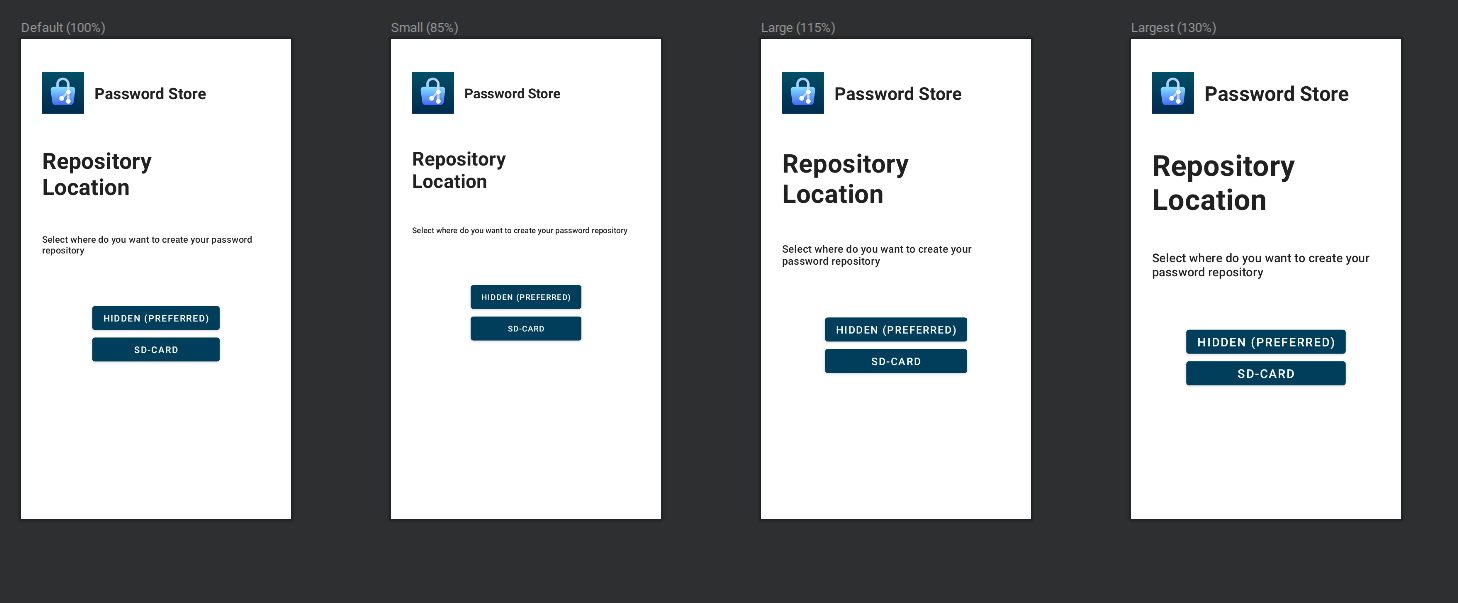 Default (100%)
Password Store
Repository
Location
Select where do you want to create your password
repository
HIDDEN (PREFERRED)
SD-CARD
Small (85%)
Password Store
Repository
Location
Select where do you want to create your password repository
HIDDEN (PREFERRED)
SD-CARD
Large (115%)
Password Store
Repository
Location
Select where do you want to create your
password repository
HIDDEN (PREFERRED)
SD-CARD
Largest (130%)
Password Store
Repository
Location
Select where do you want to create your
password repository
HIDDEN (PREFERRED)
SD-CARD